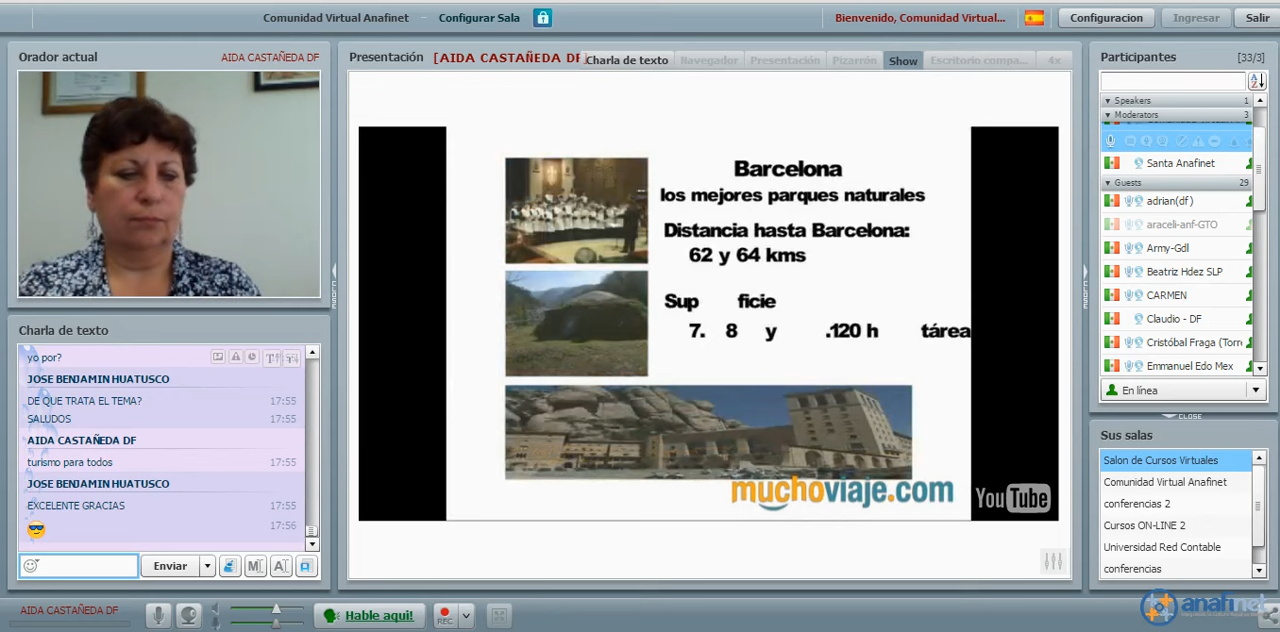 Comunidad Virtual Anafinet
Configurar Sala
Bienvenido, Comunidad Virtual...
Configuracion
Ingresar
Salir
Orador actual
AIDA CASTAÑEDA DF
Charla de texto
yo por?
JOSE BENJAMIN HUATUSCO
DE QUE TRATA EL TEMA?
17:55
SALUDOS
17:55
AIDA CASTAÑEDA DF
turismo para todos
17:55
JOSE BENJAMIN HUATUSCO
EXCELENTE GRACIAS
17:55
17:56
Enviar
Presentación
[AIDA CASTAÑEDA DF
Charla de texto
Navegador
Presentación
Pizarrón
Show
Escritorio compa...
4x
Barcelona
los mejores parques naturales
Distancia hasta Barcelona:
62 y 64 kms
Sup ficie
7. 8 y .120 h tárea
muchoviaje.com
YouTube
Participantes
[33/3]
Speakers
1
Moderators
3
Santa Anafinet
Guests
29
adrian(df)
araceli-anf-GTO
Army-Gdl
Beatriz Hdez SLP
CARMEN
Claudio - DF
Cristóbal Fraga (Torre
Emmanuel Edo Mex
En línea
CLOSE
Sus salas
Salon de Cursos Virtuales
Comunidad Virtual Anafinet
conferencias 2
Cursos ON-LINE 2
Universidad Red Contable
conferencias
AIDA CASTAÑEDA DF
Hable aqui!
REC
anafinet